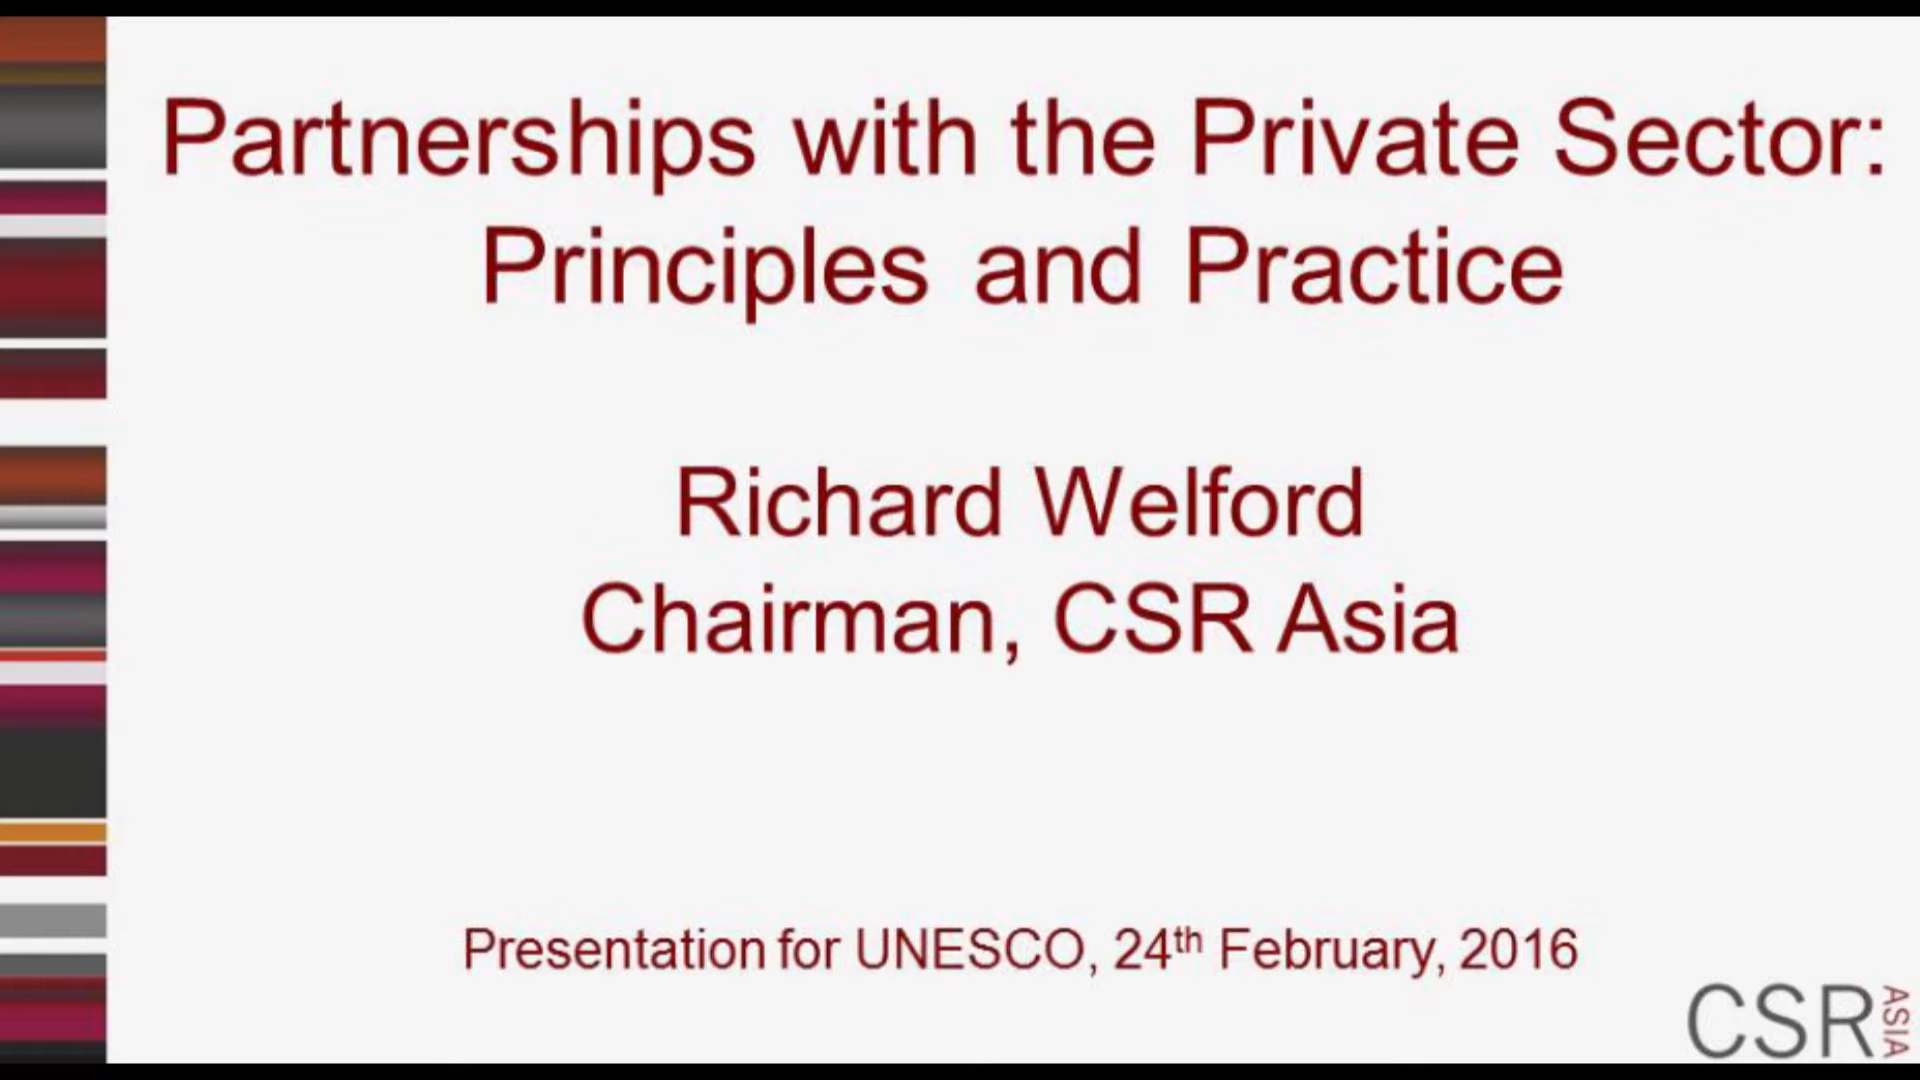 Partnerships with the Private Sector:
Principles and Practice
Richard Welford
Chairman, CSR Asia
Presentation for UNESCO, 24th February, 2016
CSR ASIA